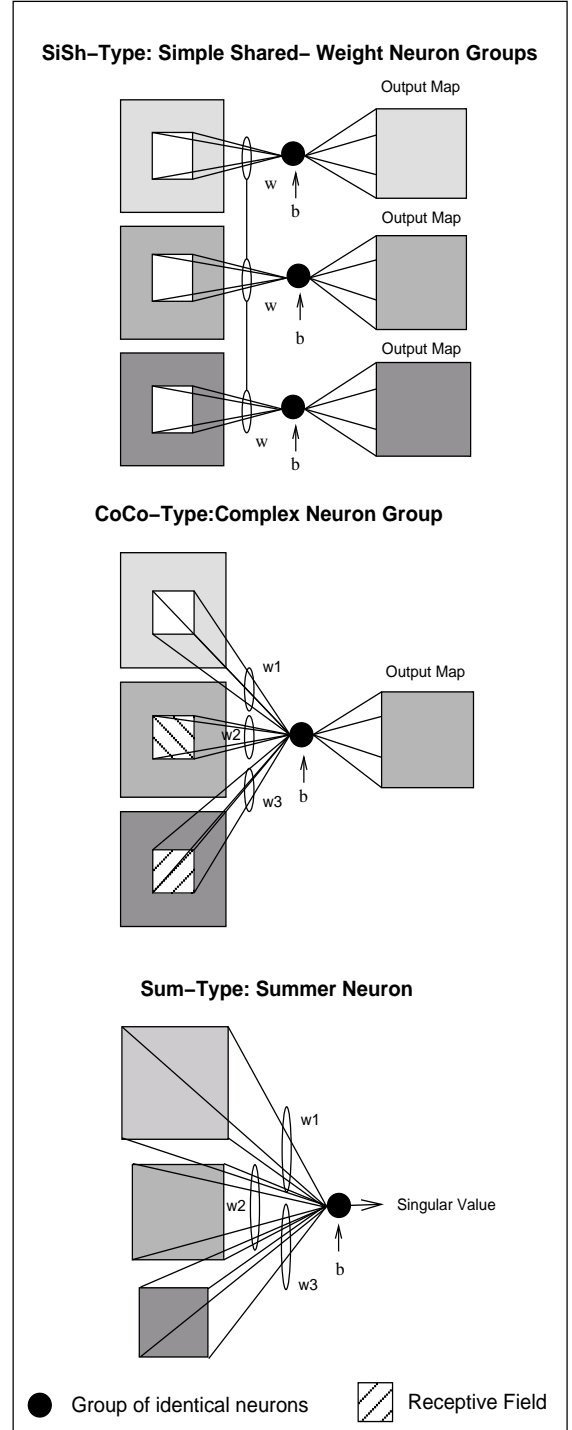 SiSh–Type: Simple Shared– Weight Neuron Groups
Output Map
w
b
Output Map
w
b
Output Map
w
b
CoCo–Type:Complex Neuron Group
w1
Output Map
w2
b
w3
Sum–Type: Summer Neuron
w1
w2
Singular Value
b
w3
Group of identical neurons
Receptive Field